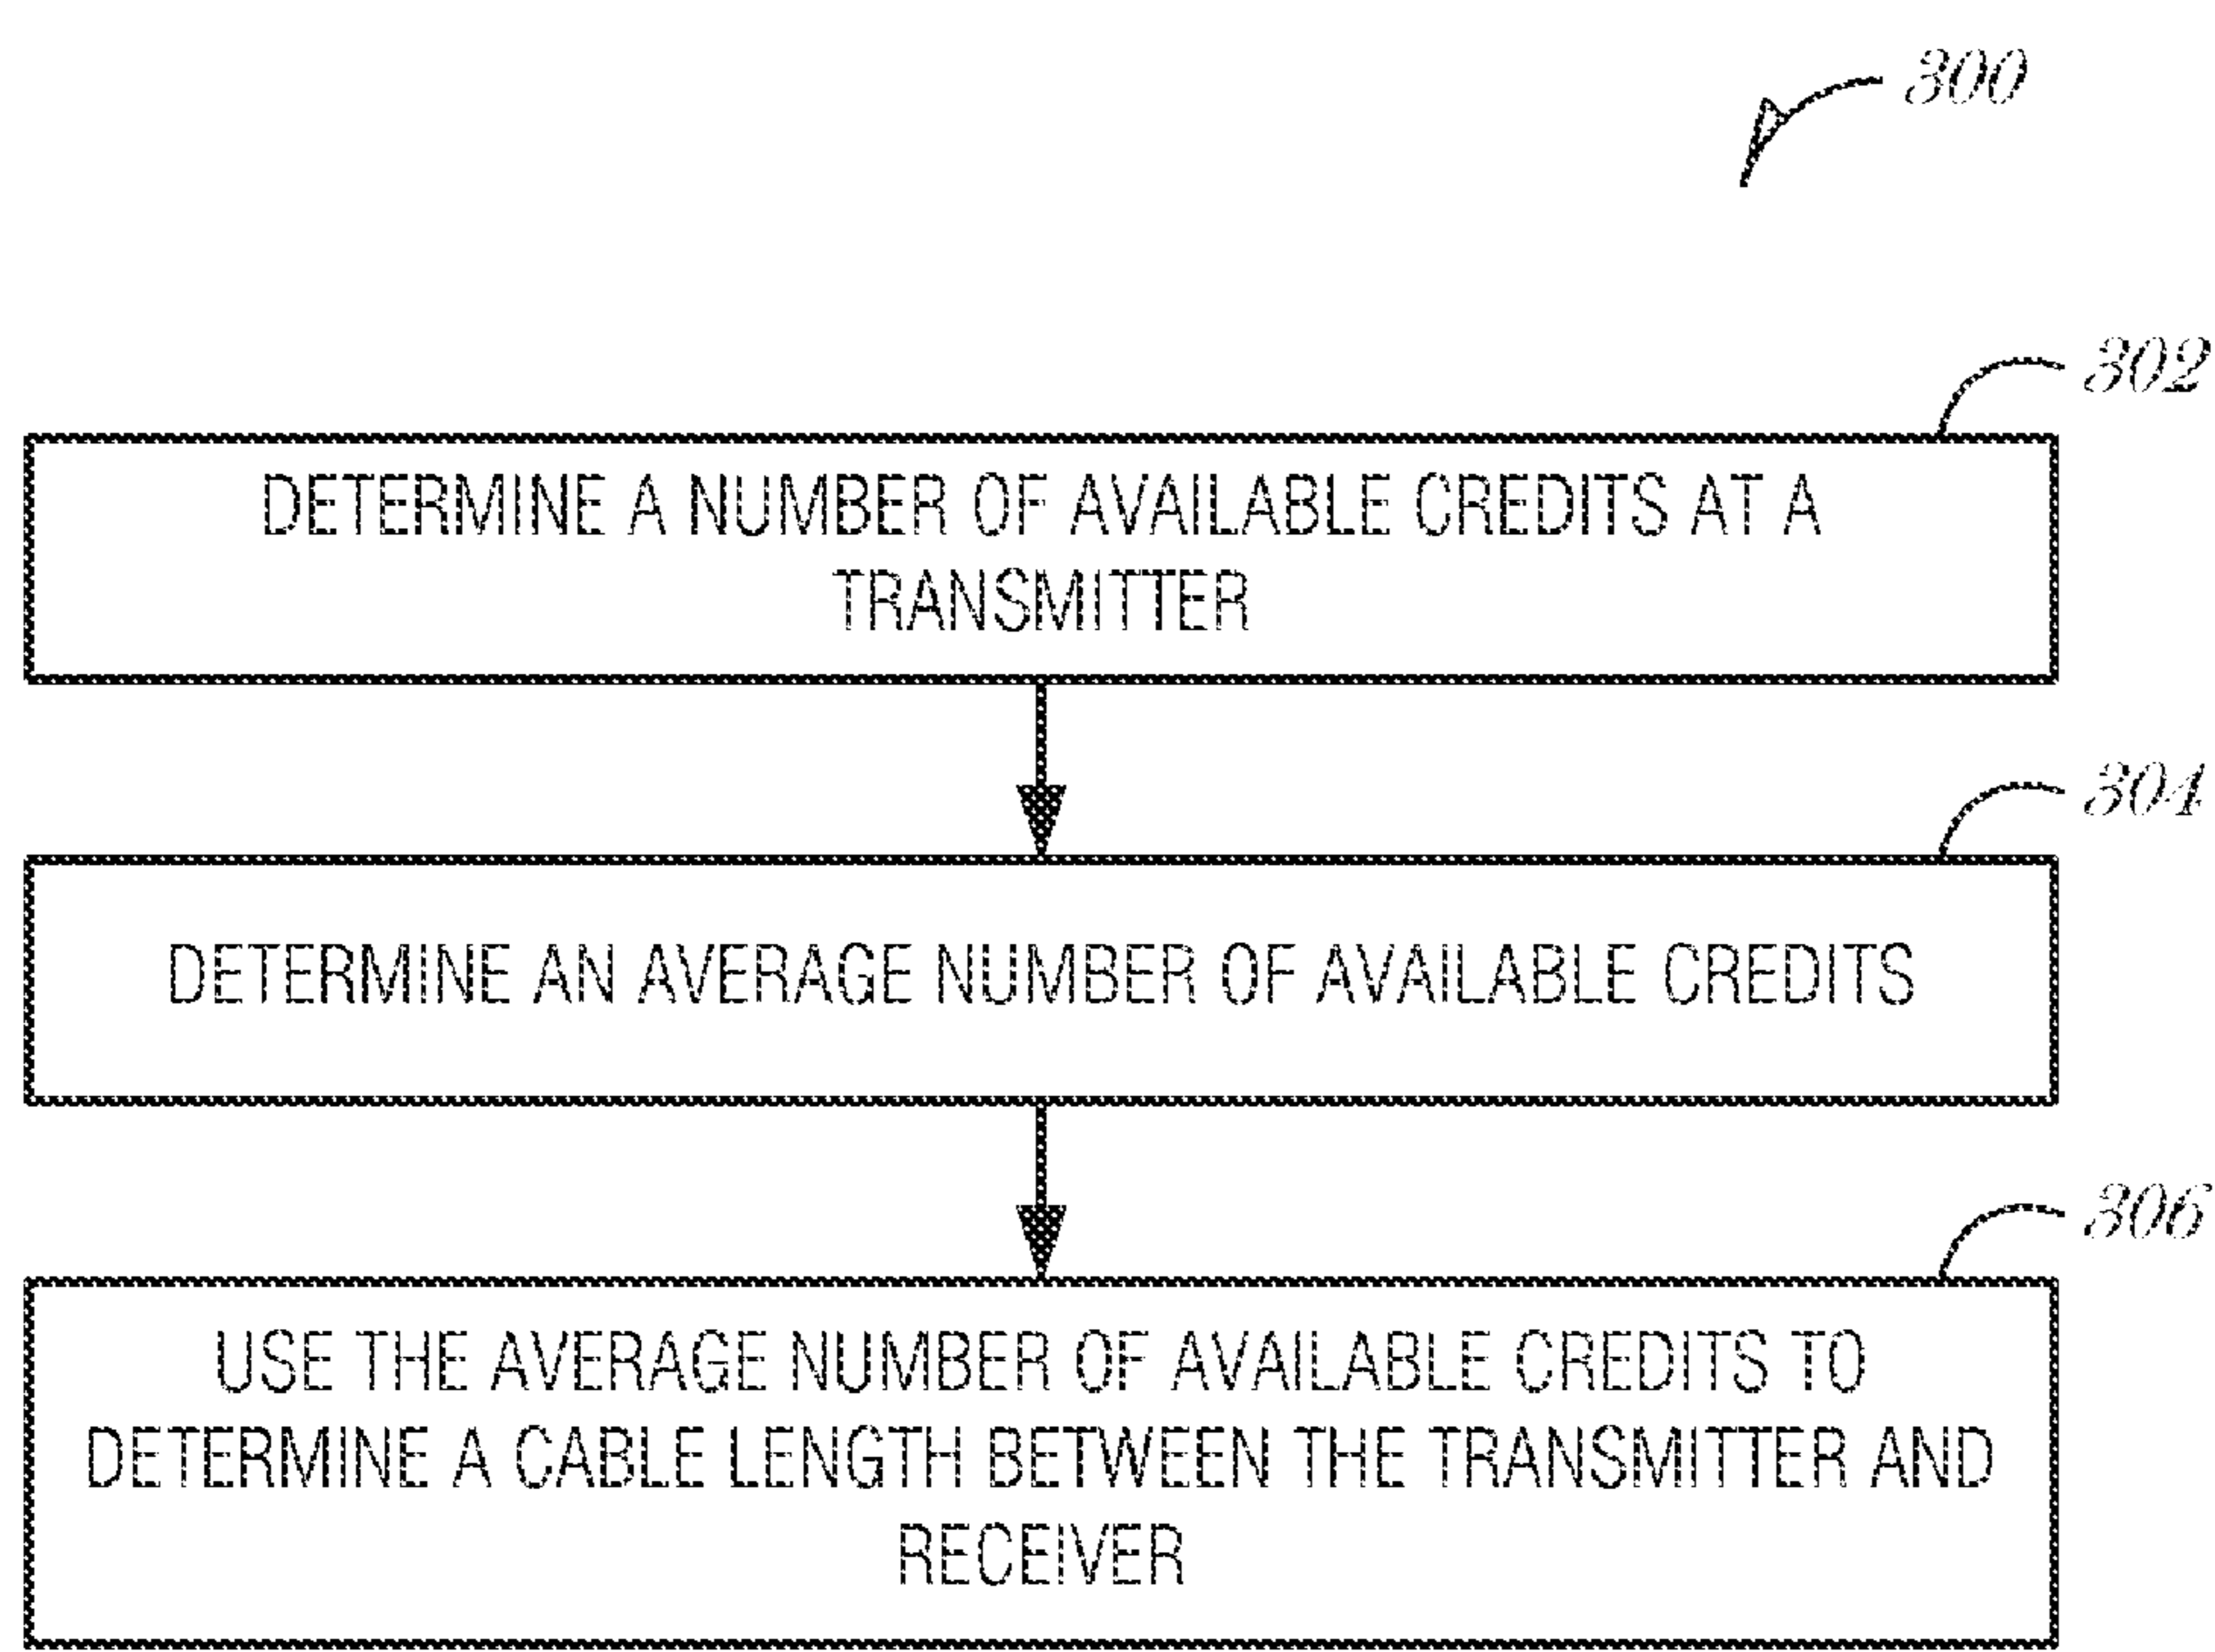 300
302
DETERMINE A NUMBER OF AVAILABLE CREDITS AT A
TRANSMITTER
304
DETERMINE AN AVERAGE NUMBER OF AVAILABLE CREDITS
306
USE THE AVERAGE NUMBER OF AVAILABLE CREDITS TO
DETERMINE A CABLE LENGTH BETWEEN THE TRANSMITTER AND
RECEIVER